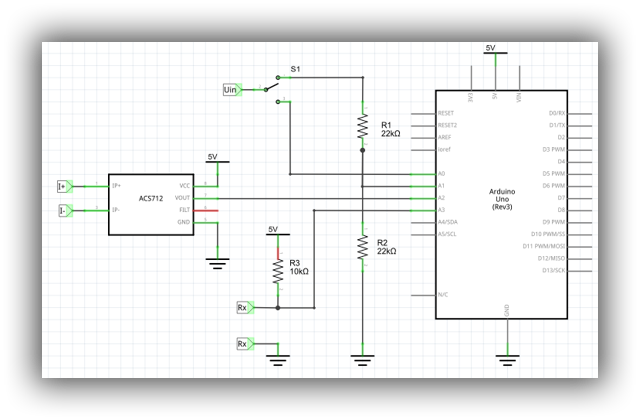 5V
S1
Uin
3V3
5V
VIN
RESET
RESET2
AREF
ioref
A0
A1
A2
A3
A4/SDA
A5/SCL
N/C
D0/RX
D1/TX
D2
D3 PWM
D4
D5 PWM
D6 PWM
D7
D8
D9 PWM
D10 PWM/SS
D11 PWM/MOSI
D12/MISO
D13/SCK
GND
Arduino
Uno
(Rev3)
R1
22kΩ
R2
22kΩ
5V
I+
I-
IP+
IP-
ACS712
VCC
VOUT
FILT
GND
5V
R3
10kΩ
Rx
Rx